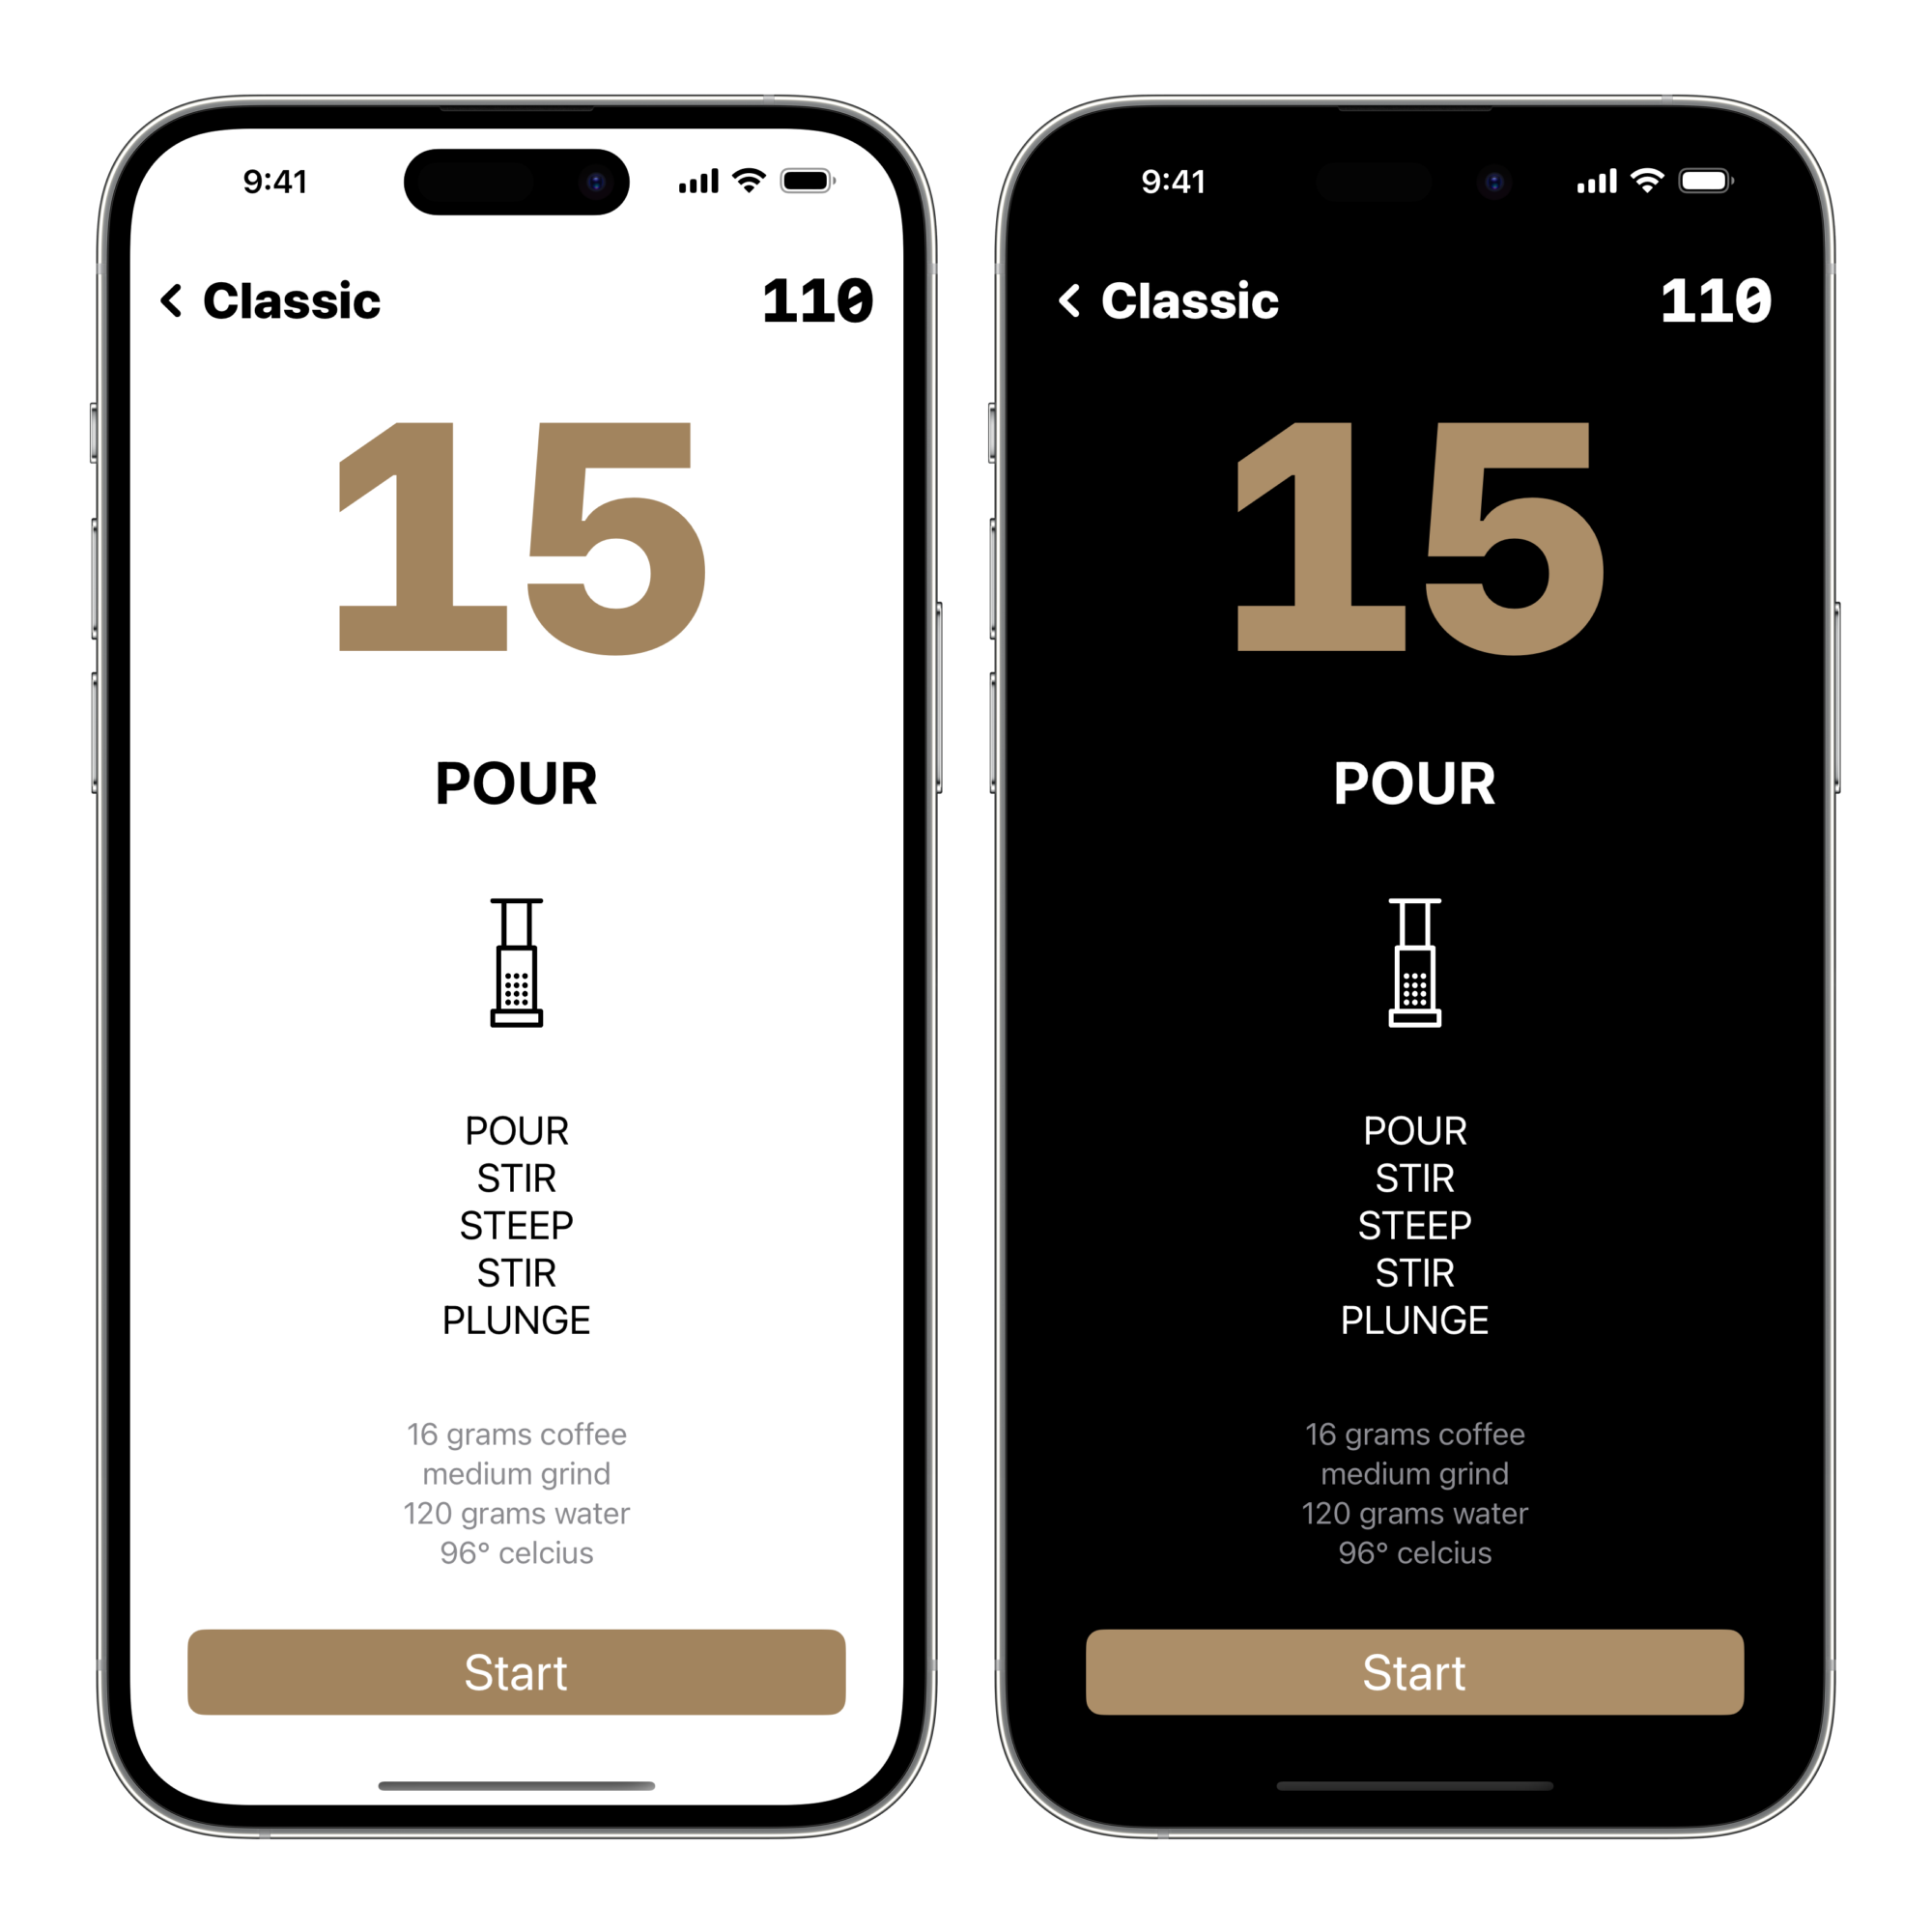 9:41
Classic 110
15
POUR
POUR
STIR
STEEP
STIR
PLUNGE
16 grams coffee
medium grind
120 grams water
96° celcius
Start
9:41
Classic 110
15
POUR
POUR
STIR
STEEP
STIR
PLUNGE
16 grams coffee
medium grind
120 grams water
96° celcius
Start